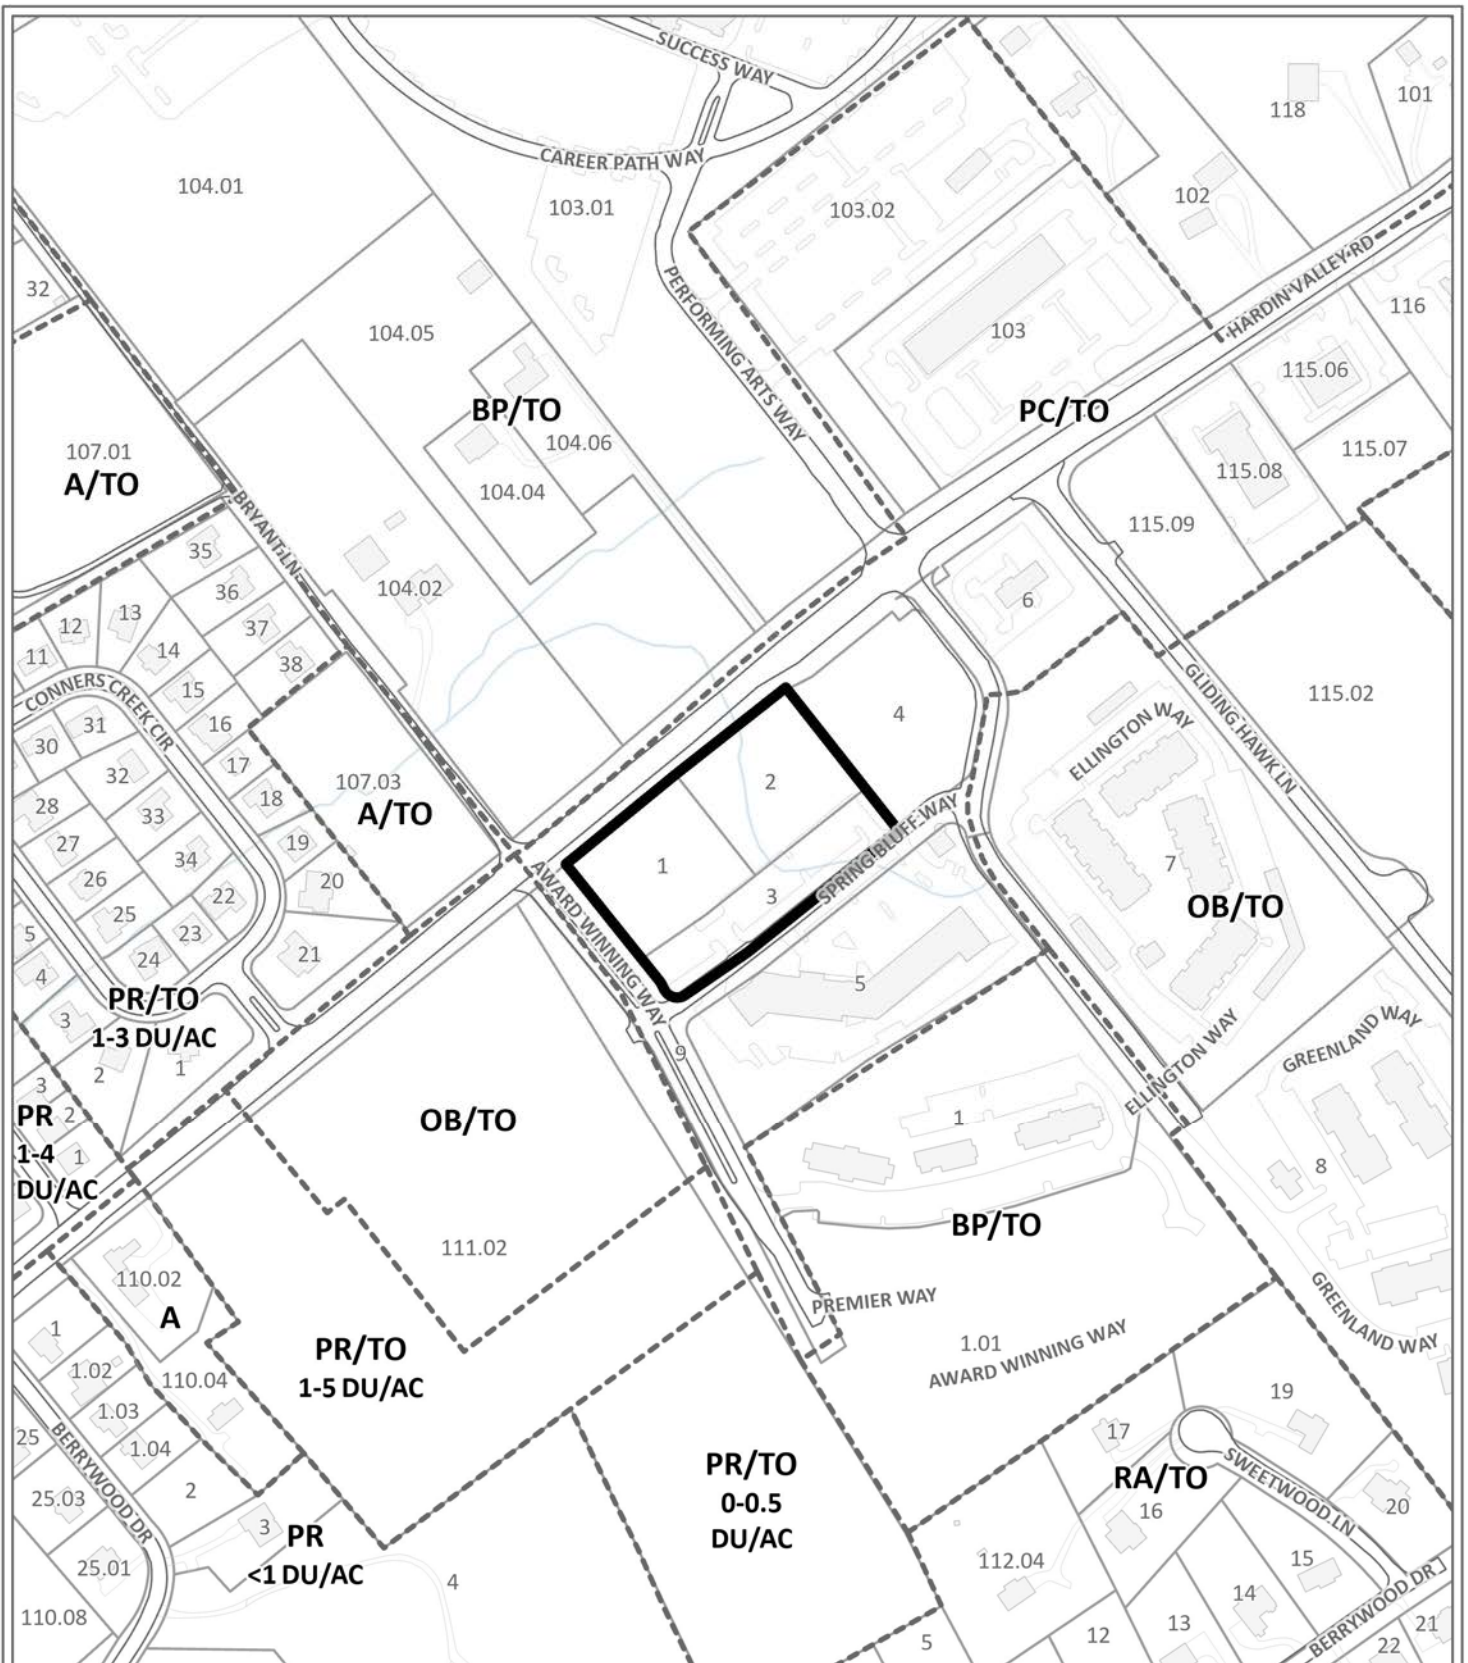 SUCCESS WAY
101
118
CAREER PATH WAY
104.01
103.01
103.02
102
32
PERFORMING ARTS WAY
HARDIN VALLEY RD
116
104.05
103
115.06
BP/TO
PC/TO
104.06
115.07
107.01
A/TO
115.08
104.04
BRYANT LN
115.09
35
36
104.02
6
13
12
37
14
38
11
CONNERS CREEK CIR
15
GLIDING HAWK LN
115.02
16
4
31
30
ELLINGTON WAY
17
32
107.03
2
18
28
33
A/TO
SPRING BLUFF WAY
27
19
34
1
7
26
20
22
AWARD WINNING WAY
3
OB/TO
25
5
23
21
24
4
5
PR/TO
1-3 DU/AC
3
GREENLAND WAY
9
2
1
ELLINGTON WAY
3
PR
1-4
DU/AC
2
1
OB/TO
1
8
BP/TO
111.02
110.02
A
PREMIER WAY
GREENLAND WAY
1
1.01
AWARD WINNING WAY
PR/TO
1-5 DU/AC
1.02
110.04
19
1.03
17
25
1.04
BERRYWOOD DR
PR/TO
0-0.5
DU/AC
RA/TO
SWEETWOOD LN
2
25.03
16
20
3
PR
<1 DU/AC
112.04
15
25.01
4
14
BERRYWOOD DR
110.08
5
12
13
22
21